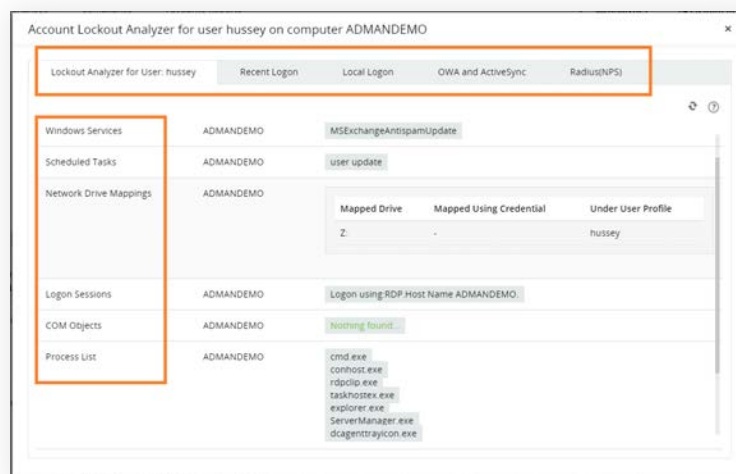 Account Lockout Analyzer for user hussey on computer ADMANDEMO
Lockout Analyzer for User: hussey Recent Logon Local Logon OWA and ActiveSync Radius(NPS)
Windows Services ADMANDEMO MSExchangeAntispamUpdate
Scheduled Tasks ADMANDEMO user update
Network Drive Mappings ADMANDEMO
Mapped Drive Mapped Using Credential Under User Profile
Z: - hussey
Logon Sessions ADMANDEMO Logon using:RDP.Host Name ADMANDEMO.
COM Objects ADMANDEMO Nothing found...
Process List ADMANDEMO cmd.exe
conhost.exe
rdpclip.exe
taskhostex.exe
explorer.exe
ServerManager.exe
dcagenttrayicon.exe